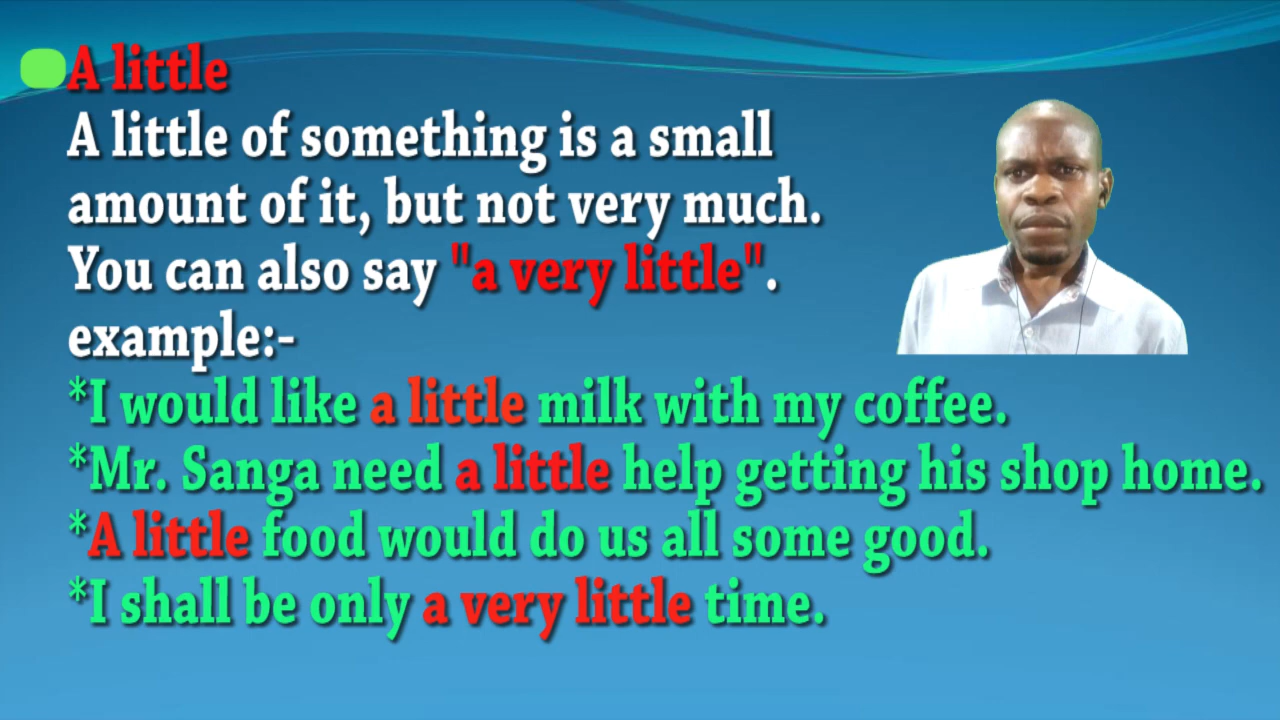 A little
A little of something is a small
amount of it, but not very much.
You can also say "a very little".
example:-
*I would like a little milk with my coffee.
*Mr. Sanga need a little help getting his shop home.
*A little food would do us all some good.
*I shall be only a very little time.